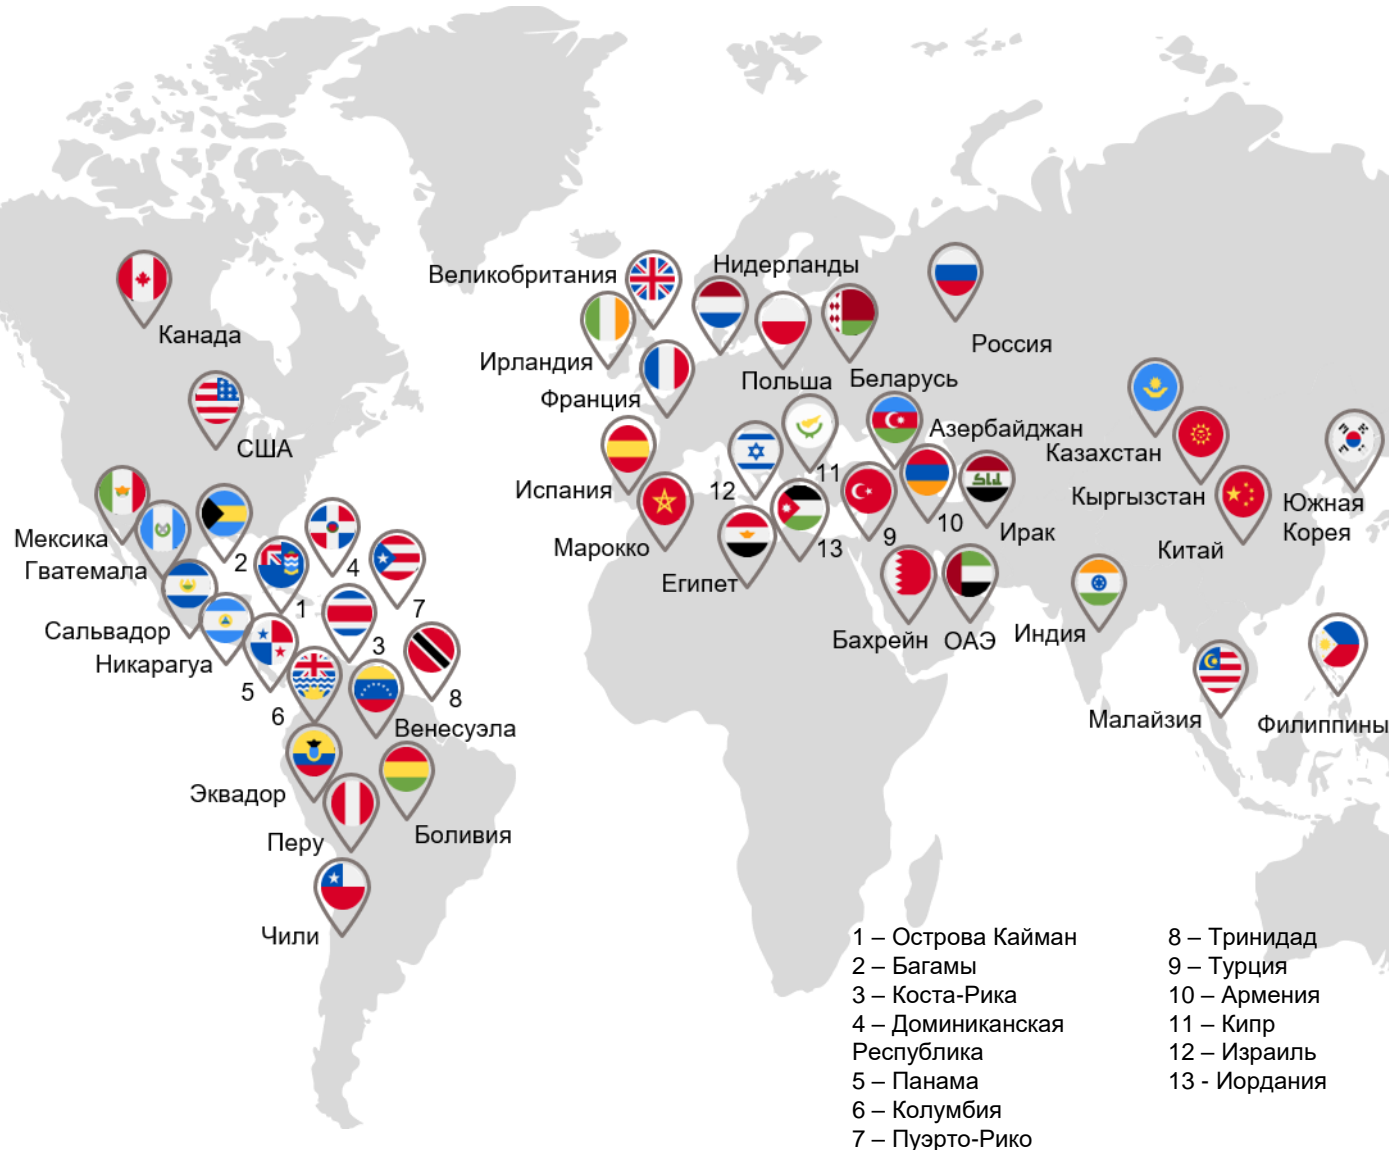 Великобритания
Нидерланды
Канада
Ирландия
Россия
Польша
Беларусь
Франция
США
Азербайджан
Казахстан
11
Испания
12
Кыргызстан
Южная
Корея
10
Ирак
Мексика
9
Марокко
13
Китай
2
4
Гватемала
Египет
1
7
Сальвадор
Бахрейн
ОАЭ
Индия
3
Никарагуа
5
8
6
Венесуэла
Малайзия
Филиппины
Эквадор
Перу
Боливия
Чили
1 – Острова Кайман
2 – Багамы
3 – Коста-Рика
4 – Доминиканская
Республика
5 – Панама
6 – Колумбия
7 – Пуэрто-Рико
8 – Тринидад
9 – Турция
10 – Армения
11 – Кипр
12 – Израиль
13 - Иордания